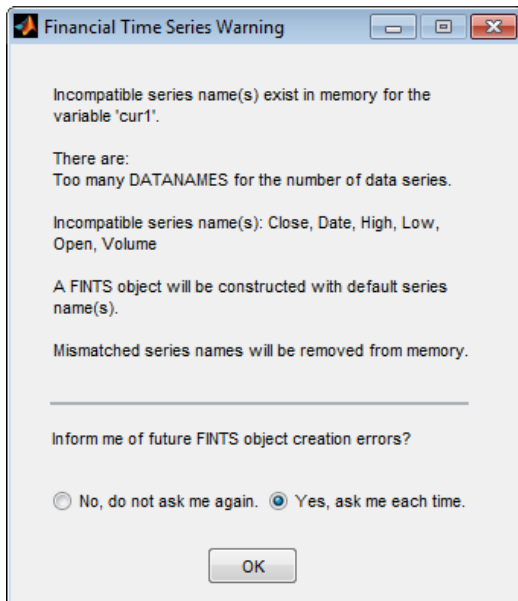 Financial Time Series Warning
Incompatible series name(s) exist in memory for the
variable 'cur1'.
There are:
Too many DATANAMES for the number of data series.
Incompatible series name(s): Close, Date, High, Low,
Open, Volume
A FINTS object will be constructed with default series
name(s).
Mismatched series names will be removed from memory.
Inform me of future FINTS object creation errors?
No, do not ask me again. Yes, ask me each time.
OK